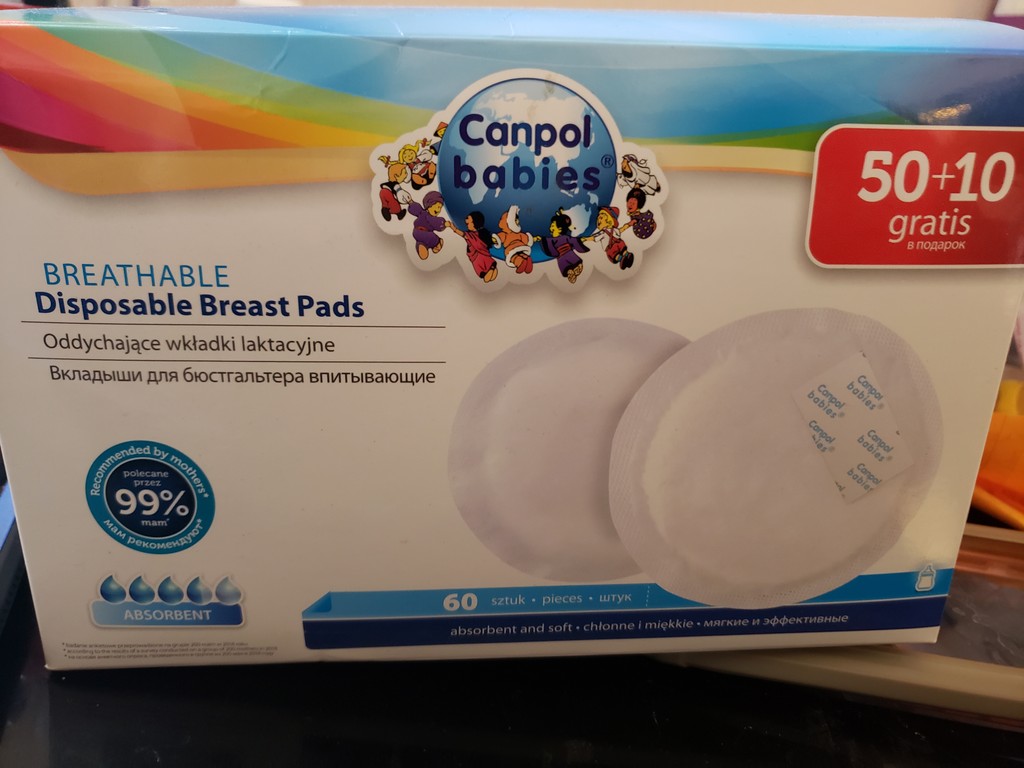 Canpol
babies®
50+10
gratis
в подарок
BREATHABLE
Disposable Breast Pads
Oddychające wkładki laktacyjne
Вкладыши для бюстгальтера впитывающие
Canpol
babies®
Canpol
babies®
Canpol
Canpol
babies®
Canpol
babies
Recommended by mothers*
polecane
przez
99%
mam*
мам рекомендуют*
ABSORBENT
60 sztuk • pieces • штук
absorbent and soft • chłonne i miękkie • мягкие и эффективные